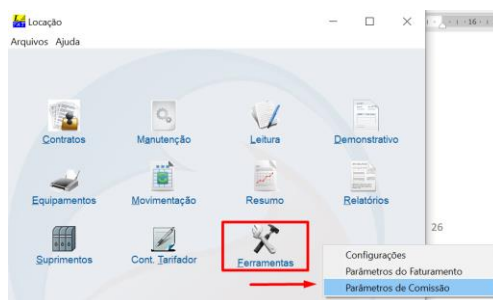 Locação
16
Arquivos Ajuda
Contratos Manutenção Leitura Demonstrativo
Equipamentos Movimentação Resumo Relatórios
26
Suprimentos Cont. Tarifador Ferramentas
Configurações
Parâmetros do Faturamento
Parâmetros de Comissão